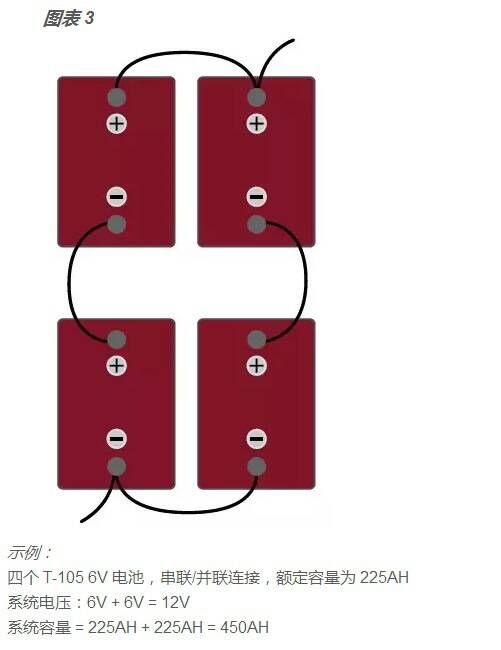 图表 3
+
+
−
−
+
+
−
−
示例：
四个 T-105 6V 电池，串联/并联连接，额定容量为 225AH
系统电压：6V + 6V = 12V
系统容量 = 225AH + 225AH = 450AH